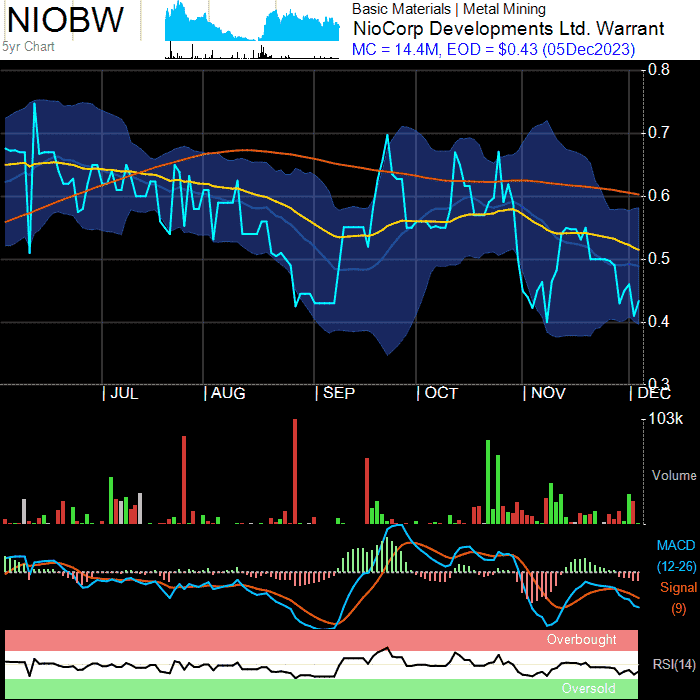 NIOBW
5yr Chart
Basic Materials | Metal Mining
NioCorp Developments Ltd. Warrant
MC = 14.4M, EOD = $0.43 (05Dec2023)
0.8
0.7
0.6
0.5
0.4
0.3
JUL AUG SEP OCT NOV DEC
103k
Volume
MACD
(12-26)
Signal
(9)
Overbought
RSI(14)
Oversold